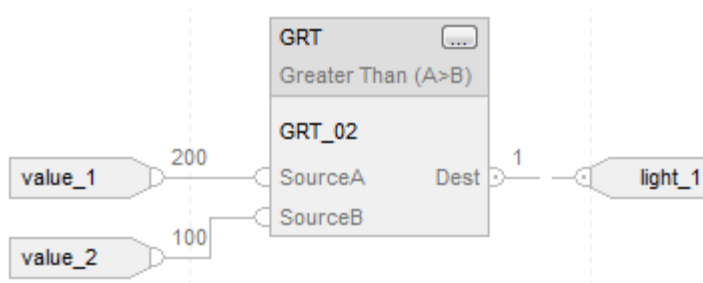 GRT
...
Greater Than (A>B)
GRT_02
200
value_1
SourceA
Dest
1
light_1
SourceB
100
value_2